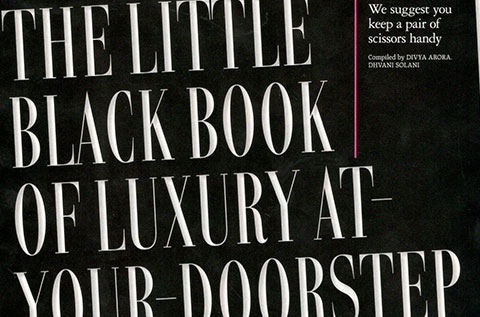 THE LITTLE
BLACK BOOK
OF LUXURY AT–
YOUR–DOORSTEP
We suggest you
keep a pair of
scissors handy
Compiled by DIVYA ARORA,
DHVANI SOLANI